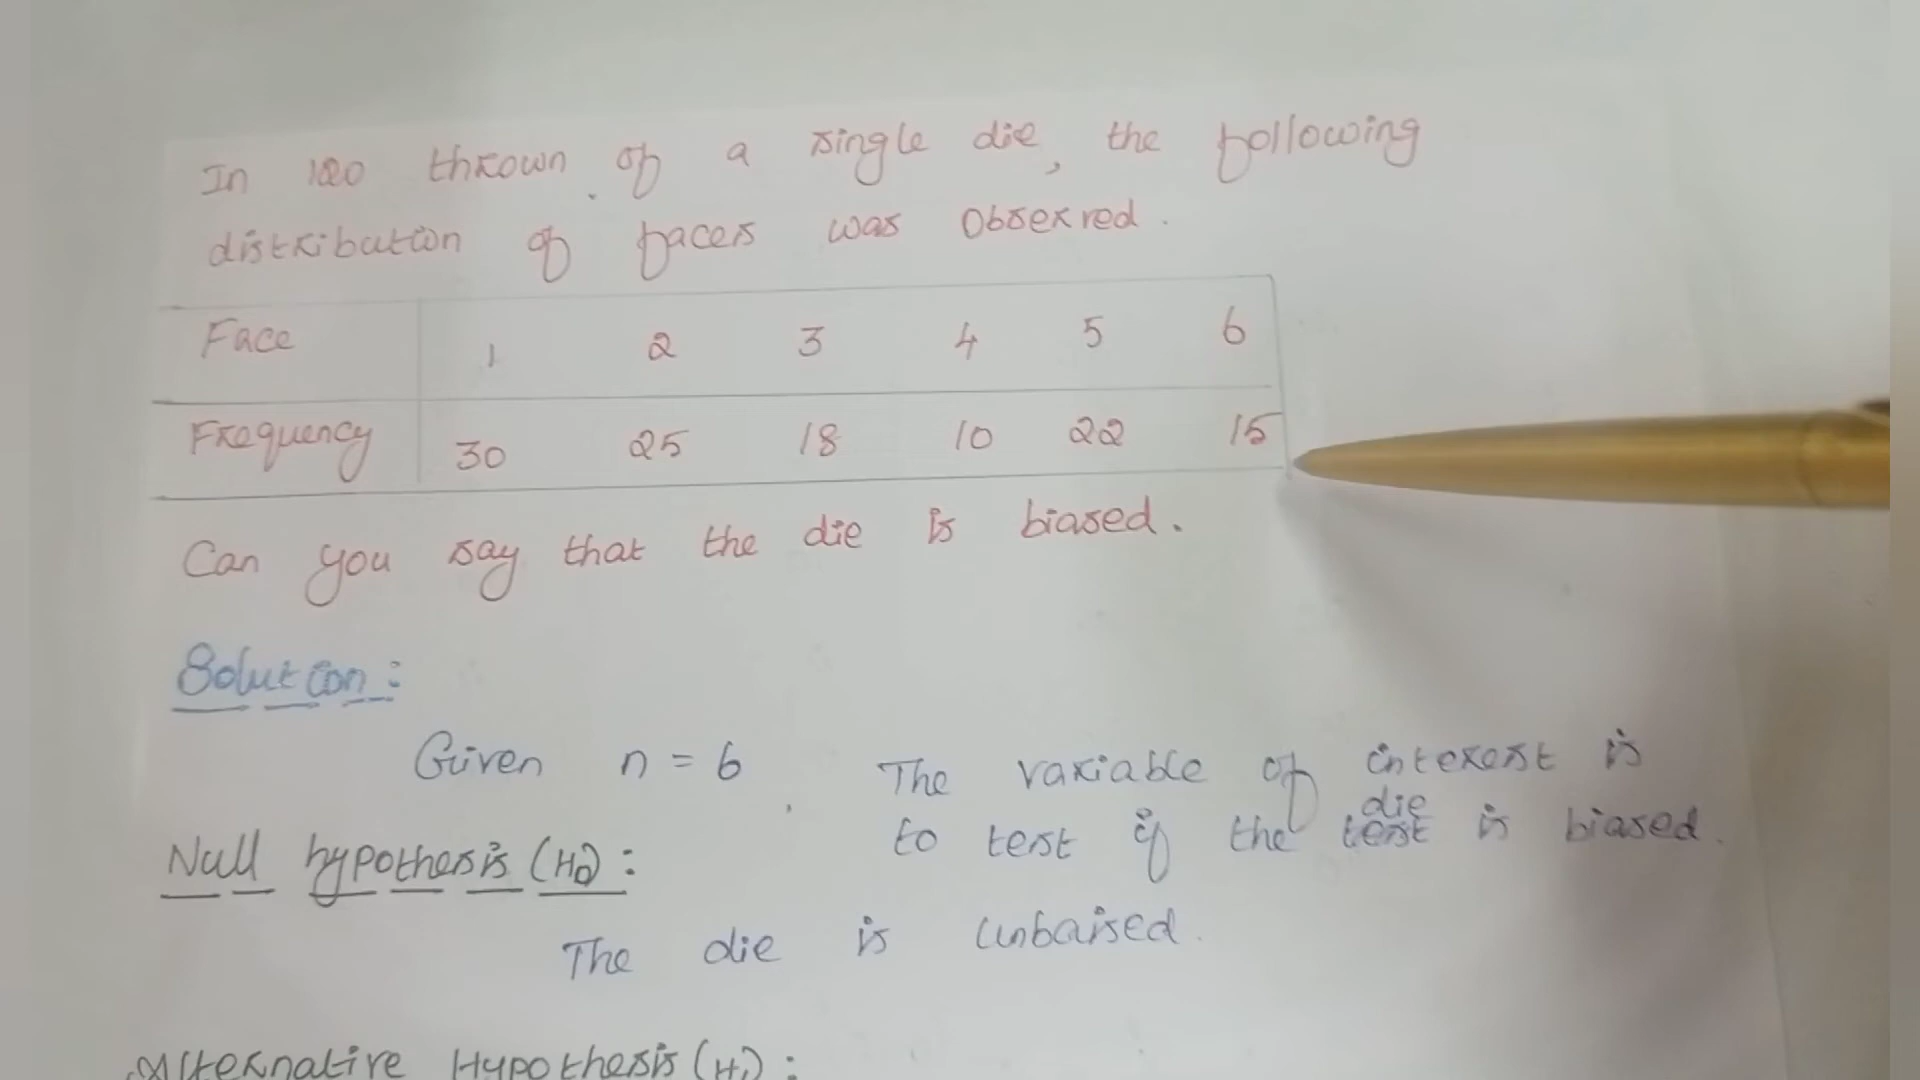 In 120 thrown of a single die, the following
distribution of faces was Observed.
Face 1 2 3 4 5 6
Frequency 30 25 18 10 22 15
Can you say that the die is biased.
Solution:
Given n = 6
The variable of interest is
to test if the test is biased.
die
Null hypothesis (H0):
The die is unbaised.
Alternative Hypothesis (H1):